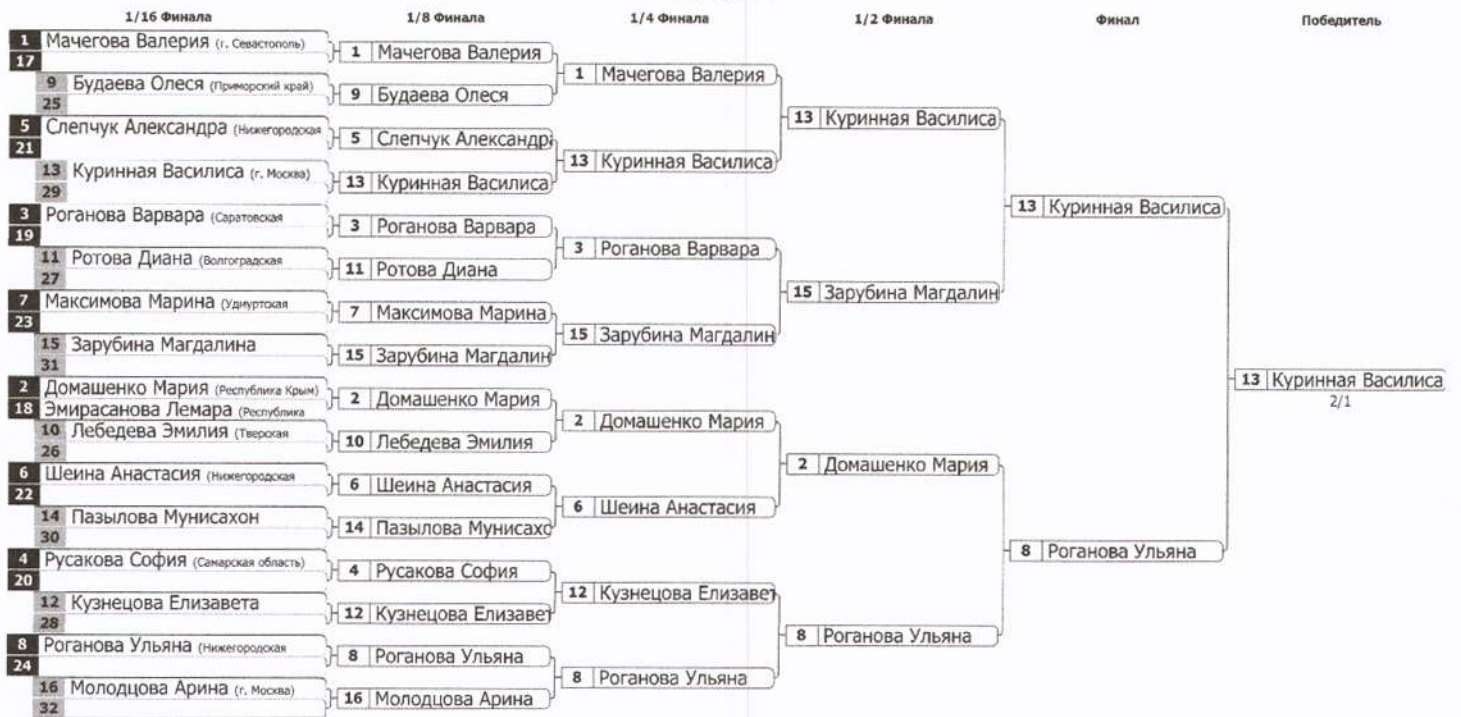 1/16 Финала 1/8 Финала 1/4 Финала 1/2 Финала Финал Победитель
1 Мачегова Валерия (г. Севастополь)
17
9 Будаева Олеся (Приморский край)
25
5 Слепчук Александра (Нижегородская
21
13 Куринная Василиса (г. Москва)
29
3 Роганова Варвара (Саратовская
19
11 Ротова Диана (Волгоградская
27
7 Максимова Марина (Удмуртская
23
15 Зарубина Магдалина
31
2 Домашенко Мария (Республика Крым)
18 Эмирасанова Лемара (Республика
10 Лебедева Эмилия (Тверская
26
6 Шеина Анастасия (Нижегородская
22
14 Пазылова Мунисахон
30
4 Русакова София (Самарская область)
20
12 Кузнецова Елизавета
28
8 Роганова Ульяна (Нижегородская
24
16 Молодцова Арина (г. Москва)
32
1 Мачегова Валерия
9 Будаева Олеся
5 Слепчук Александра
13 Куринная Василиса
3 Роганова Варвара
11 Ротова Диана
7 Максимова Марина
15 Зарубина Магдалин
2 Домашенко Мария
10 Лебедева Эмилия
6 Шеина Анастасия
14 Пазылова Мунисахо
4 Русакова София
12 Кузнецова Елизавет
8 Роганова Ульяна
16 Молодцова Арина
1 Мачегова Валерия
13 Куринная Василиса
3 Роганова Варвара
15 Зарубина Магдалин
2 Домашенко Мария
6 Шеина Анастасия
12 Кузнецова Елизавет
8 Роганова Ульяна
13 Куринная Василиса
15 Зарубина Магдалин
2 Домашенко Мария
8 Роганова Ульяна
13 Куринная Василиса
8 Роганова Ульяна
13 Куринная Василиса
2/1